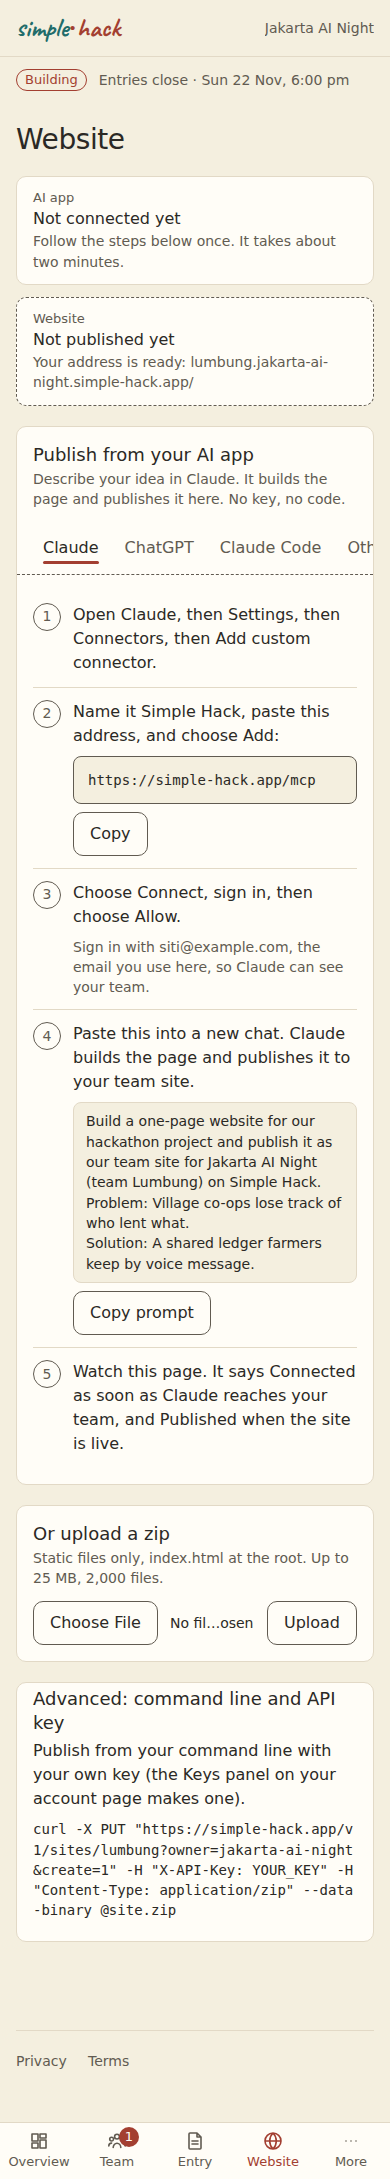 simple·hack
Jakarta AI Night
Building
Entries close · Sun 22 Nov, 6:00 pm
Website
AI app
Not connected yet
Follow the steps below once. It takes about
two minutes.
Website
Not published yet
Your address is ready: lumbung.jakarta-ai-
night.simple-hack.app/
Publish from your AI app
Describe your idea in Claude. It builds the
page and publishes it here. No key, no code.
Claude
ChatGPT
Claude Code
Oth
1
Open Claude, then Settings, then
Connectors, then Add custom
connector.
2
Name it Simple Hack, paste this
address, and choose Add:
https://simple-hack.app/mcp
Copy
3
Choose Connect, sign in, then
choose Allow.
Sign in with siti@example.com, the
email you use here, so Claude can see
your team.
4
Paste this into a new chat. Claude
builds the page and publishes it to
your team site.
Build a one-page website for our
hackathon project and publish it as
our team site for Jakarta AI Night
(team Lumbung) on Simple Hack.
Problem: Village co-ops lose track of
who lent what.
Solution: A shared ledger farmers
keep by voice message.
Copy prompt
5
Watch this page. It says Connected
as soon as Claude reaches your
team, and Published when the site
is live.
Or upload a zip
Static files only, index.html at the root. Up to
25 MB, 2,000 files.
Choose File
No fil…osen
Upload
Advanced: command line and API
key
Publish from your command line with
your own key (the Keys panel on your
account page makes one).
curl -X PUT "https://simple-hack.app/v
1/sites/lumbung?owner=jakarta-ai-night
&create=1" -H "X-API-Key: YOUR_KEY" -H
"Content-Type: application/zip" --data
-binary @site.zip
Privacy
Terms
1
Overview
Team
Entry
Website
More